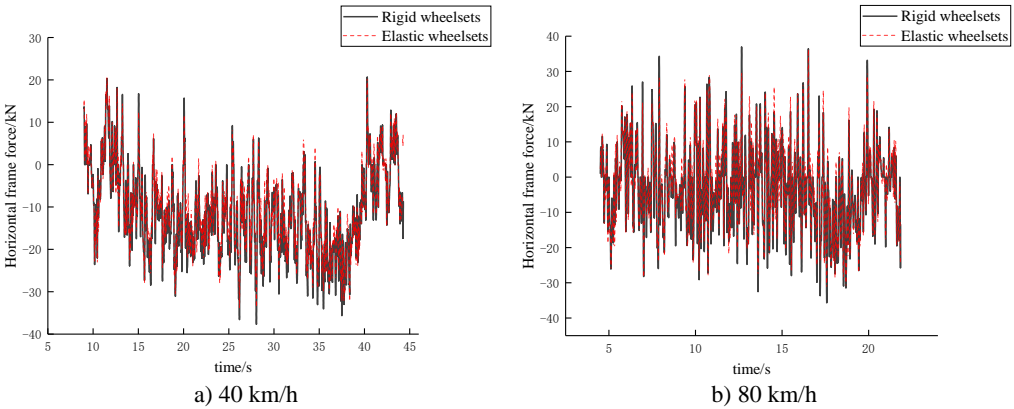 Rigid wheelsets
Elastic wheelsets
Horizontal frame force/kN
30
20
10
0
-10
-20
-30
-40
5 10 15 20 25 30 35 40 45
time/s
a) 40 km/h
Rigid wheelsets
Elastic wheelsets
Horizontal frame force/kN
40
30
20
10
0
-10
-20
-30
-40
5 10 15 20
time/s
b) 80 km/h